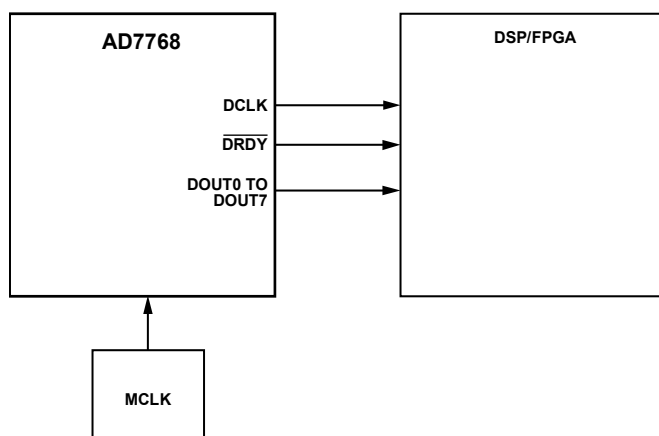 AD7768
DSP/FPGA
DCLK
DRDY
DOUT0 TO
DOUT7
MCLK